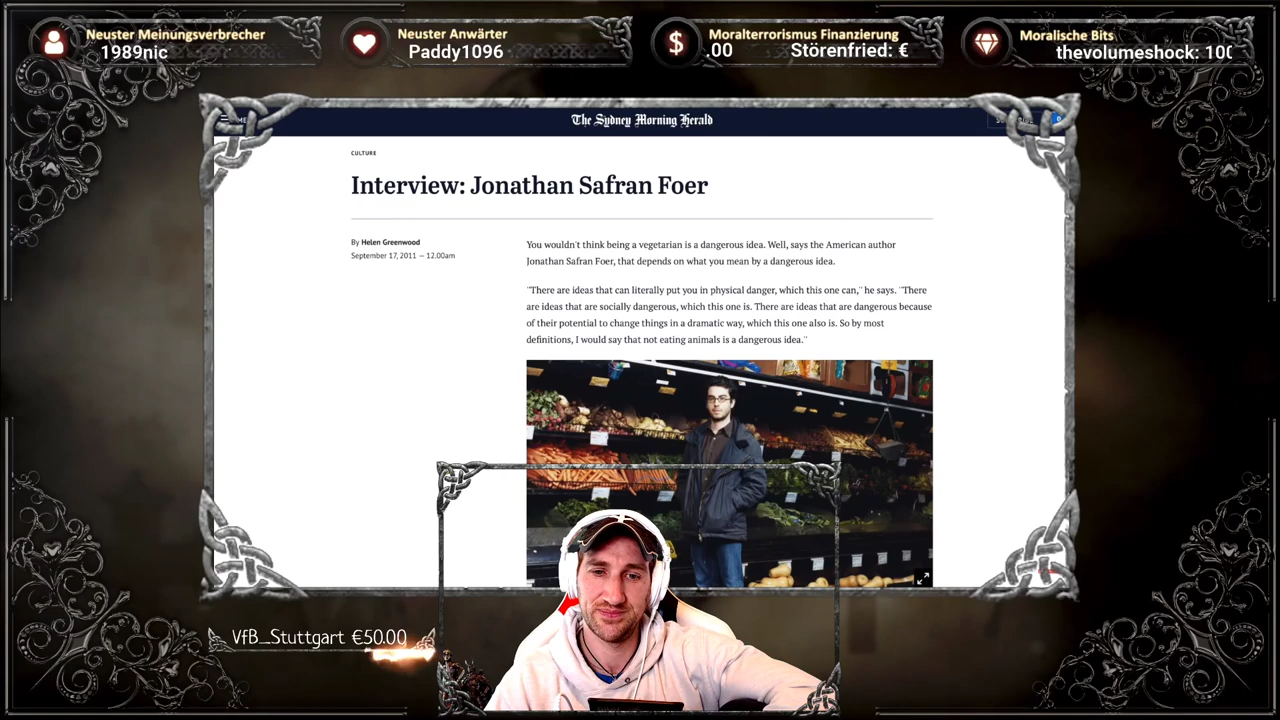 Neuster Meinungsverbrecher
1989nic
Neuster Anwärter
Paddy1096
Moralterrorismus Finanzierung
.00 Störenfried: €
Moralische Bits
thevolumeshock: 100
The Sydney Morning Herald
CULTURE
Interview: Jonathan Safran Foer
By Helen Greenwood
September 17, 2011 — 12.00am
You wouldn't think being a vegetarian is a dangerous idea. Well, says the American author
Jonathan Safran Foer, that depends on what you mean by a dangerous idea.
"There are ideas that can literally put you in physical danger, which this one can," he says. "There
are ideas that are socially dangerous, which this one is. There are ideas that are dangerous because
of their potential to change things in a dramatic way, which this one also is. So by most
definitions, I would say that not eating animals is a dangerous idea."
VfB_Stuttgart €50.00